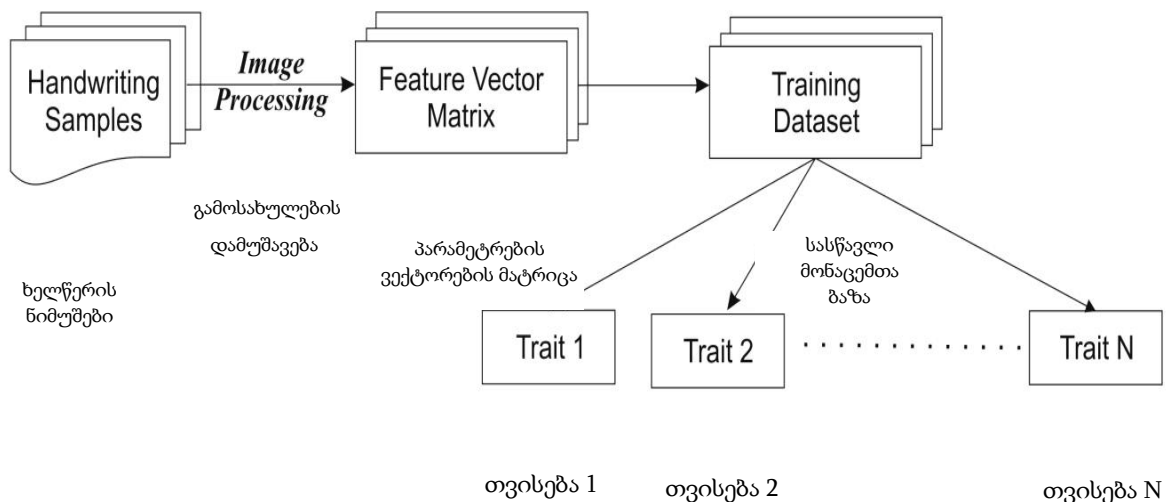 Handwriting
Samples
Image
Processing
Feature Vector
Matrix
Training
Dataset
გამოსახულების
დამუშავება
პარამეტრების
ვექტორების მატრიცა
სასწავლი
მონაცემთა
ბაზა
ხელწერის
ნიმუშები
Trait 1
Trait 2
Trait N
თვისება 1
თვისება 2
თვისება N